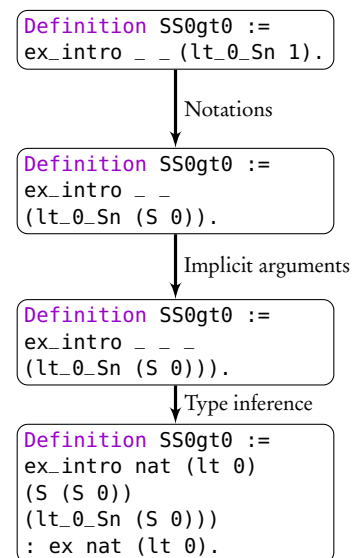 Definition SS0gt0 :=
ex_intro _ _ (lt_0_Sn 1).
Notations
Definition SS0gt0 :=
ex_intro _ _
(lt_0_Sn (S 0)).
Implicit arguments
Definition SS0gt0 :=
ex_intro _ _ _
(lt_0_Sn (S 0))).
Type inference
Definition SS0gt0 :=
ex_intro nat (lt 0)
(S (S 0))
(lt_0_Sn (S 0)))
: ex nat (lt 0).